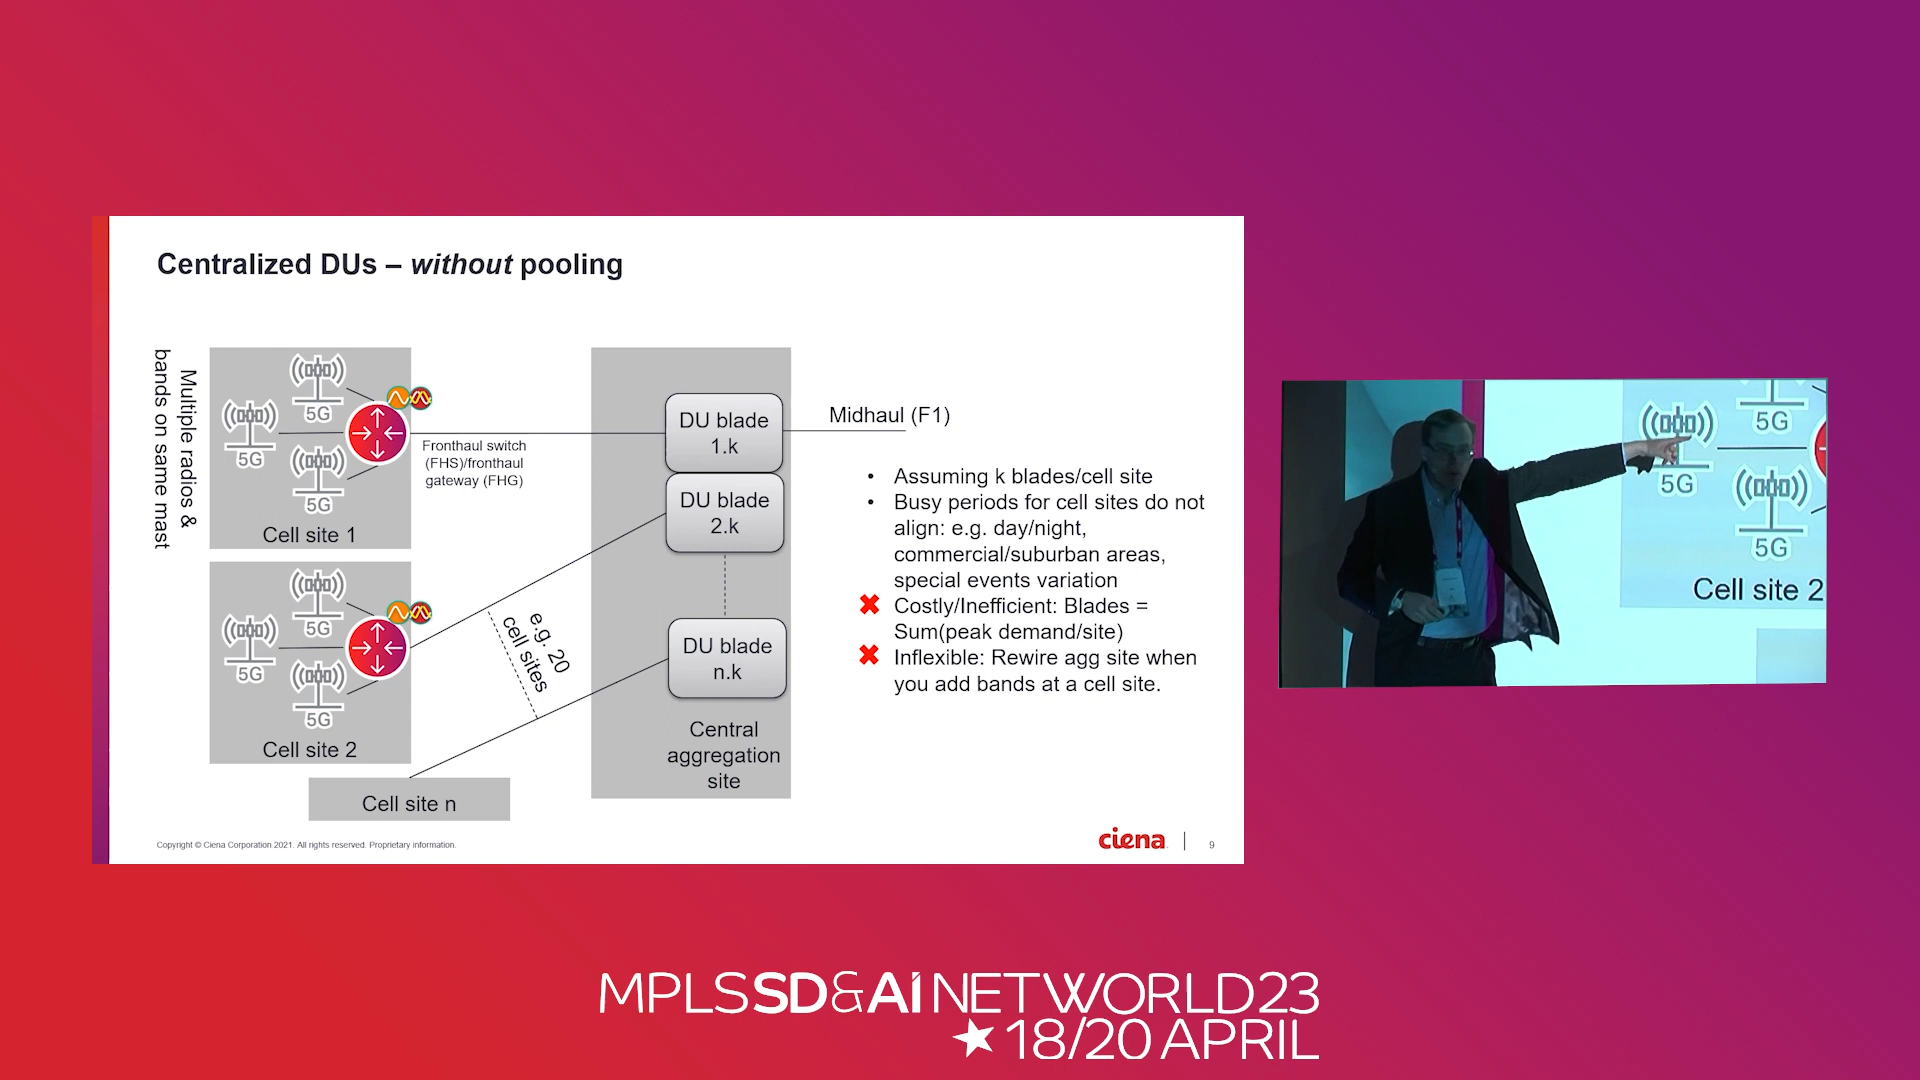 Centralized DUs – without pooling
Multiple radios &
bands on same mast
5G
5G
5G
Cell site 1
Fronthaul switch
(FHS)/fronthaul
gateway (FHG)
5G
5G
5G
Cell site 2
e.g. 20
cell sites
Cell site n
DU blade
1.k
DU blade
2.k
DU blade
n.k
Central
aggregation
site
Midhaul (F1)
• Assuming k blades/cell site
• Busy periods for cell sites do not
align: e.g. day/night,
commercial/suburban areas,
special events variation
Costly/Inefficient: Blades =
Sum(peak demand/site)
Inflexible: Rewire agg site when
you add bands at a cell site.
Copyright © Ciena Corporation 2021. All rights reserved. Proprietary information.
ciena
9
5G
5G
5G
Cell site 2
MPLS SD & AI NET WORLD 23
18/20 APRIL